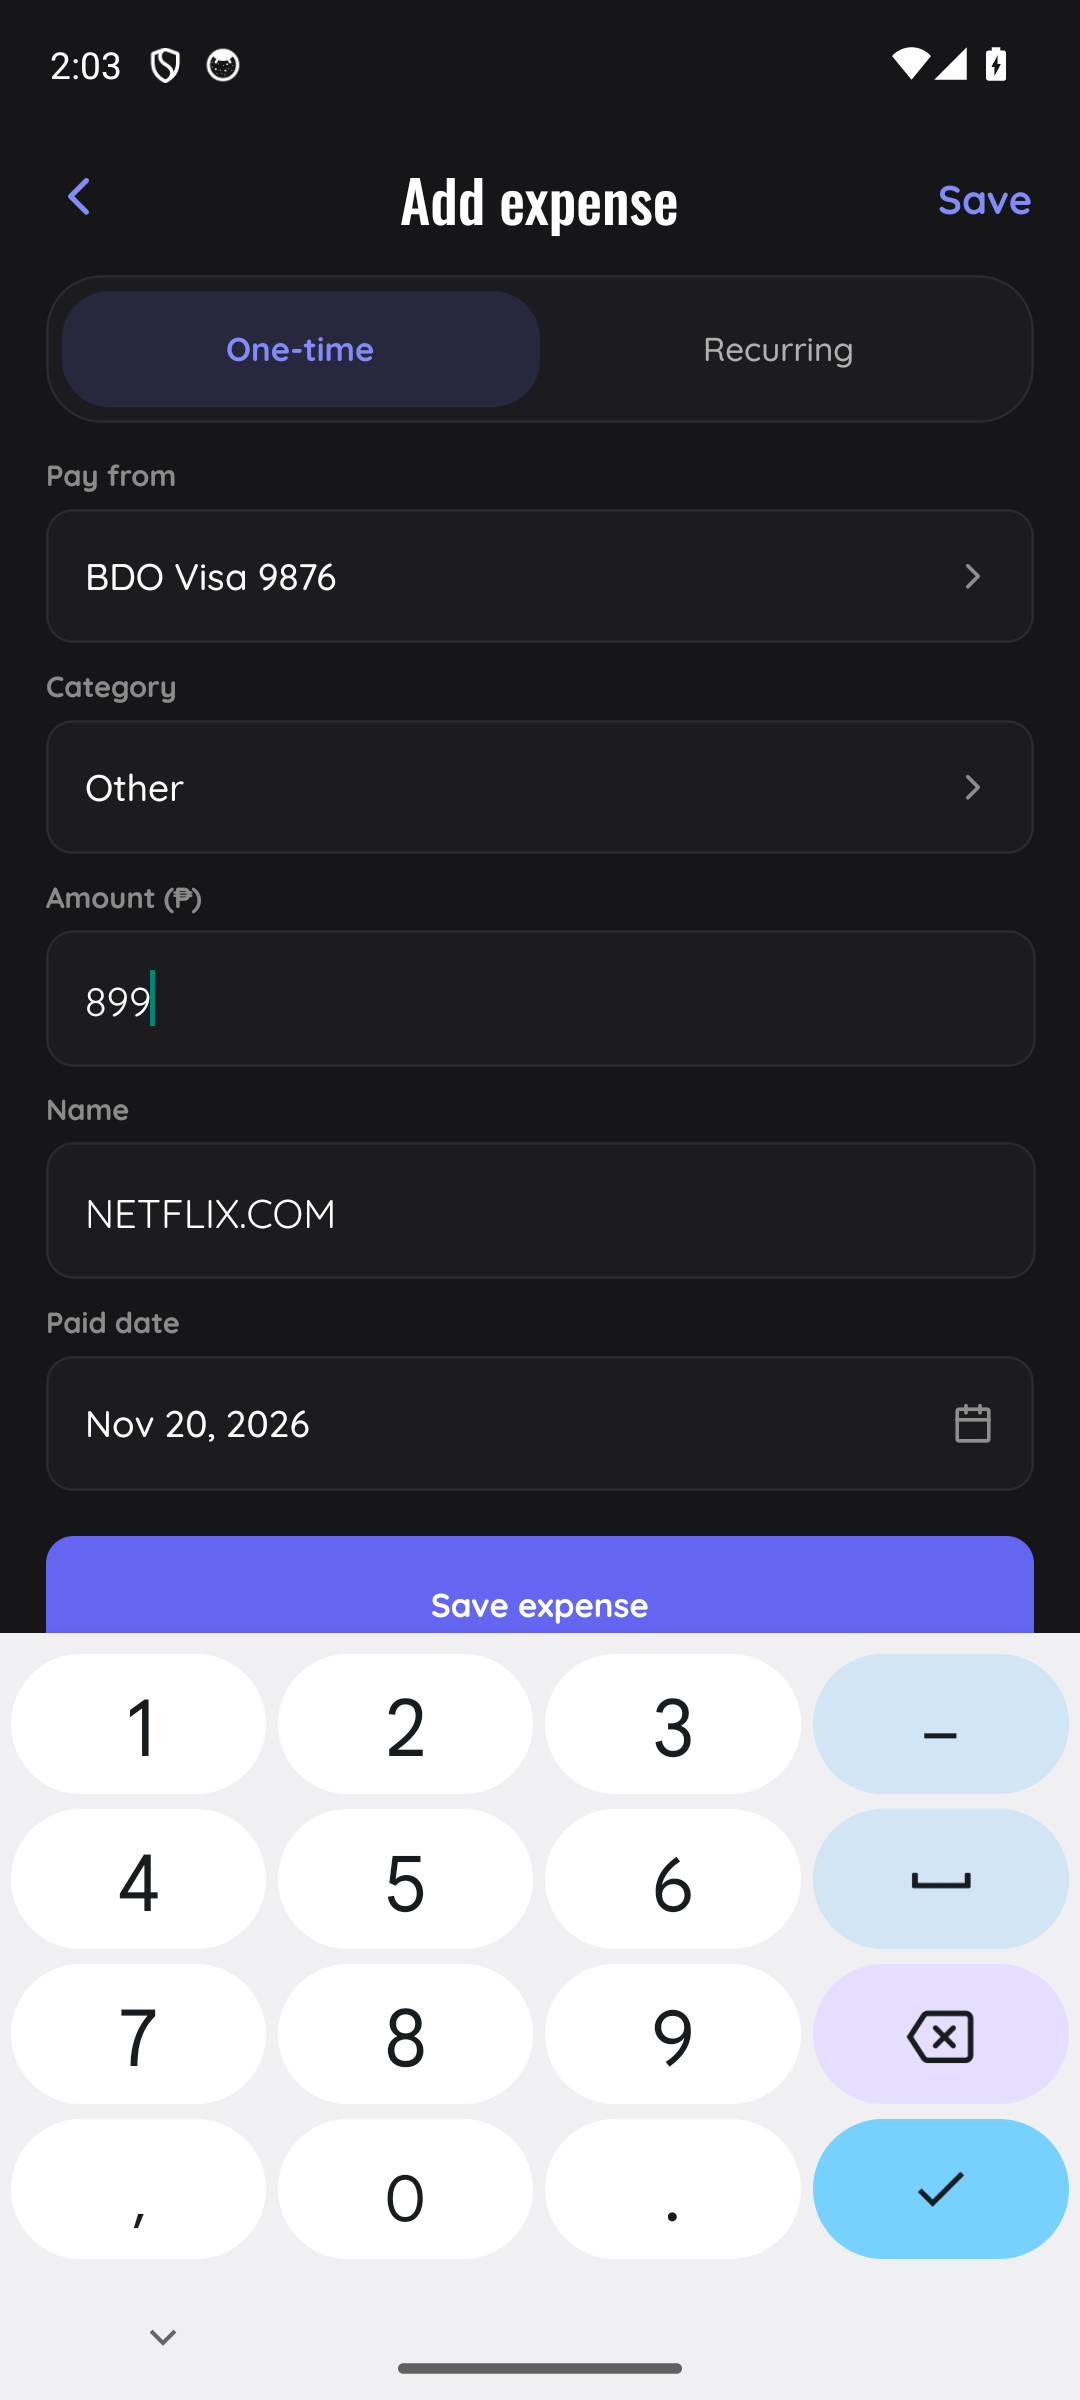 2:03
Add expense
Save
One-time
Recurring
Pay from
BDO Visa 9876
Category
Other
Amount (₱)
899
Name
NETFLIX.COM
Paid date
Nov 20, 2026
Save expense
1 2 3 –
4 5 6
7 8 9
, 0 .